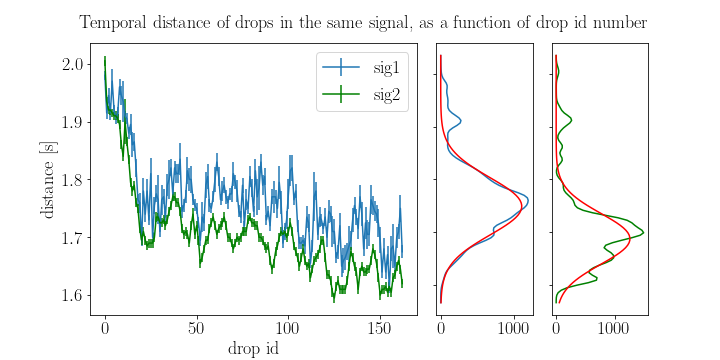 Temporal distance of drops in the same signal, as a function of drop id number
sig1
sig2
distance [s]
2.0
1.9
1.8
1.7
1.6
0 50 100 150
0 1000
0 1000
drop id